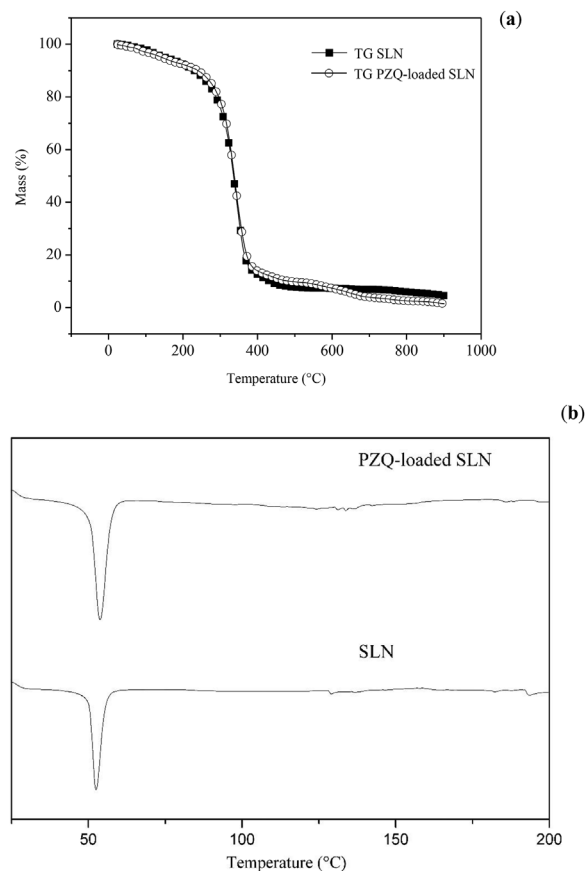 (a)
TG SLN
TG PZQ-loaded SLN
Mass (%)
100
80
60
40
20
0
0
200
400
600
800
1000
Temperature (°C)
(b)
PZQ-loaded SLN
SLN
50
100
150
200
Temperature (°C)